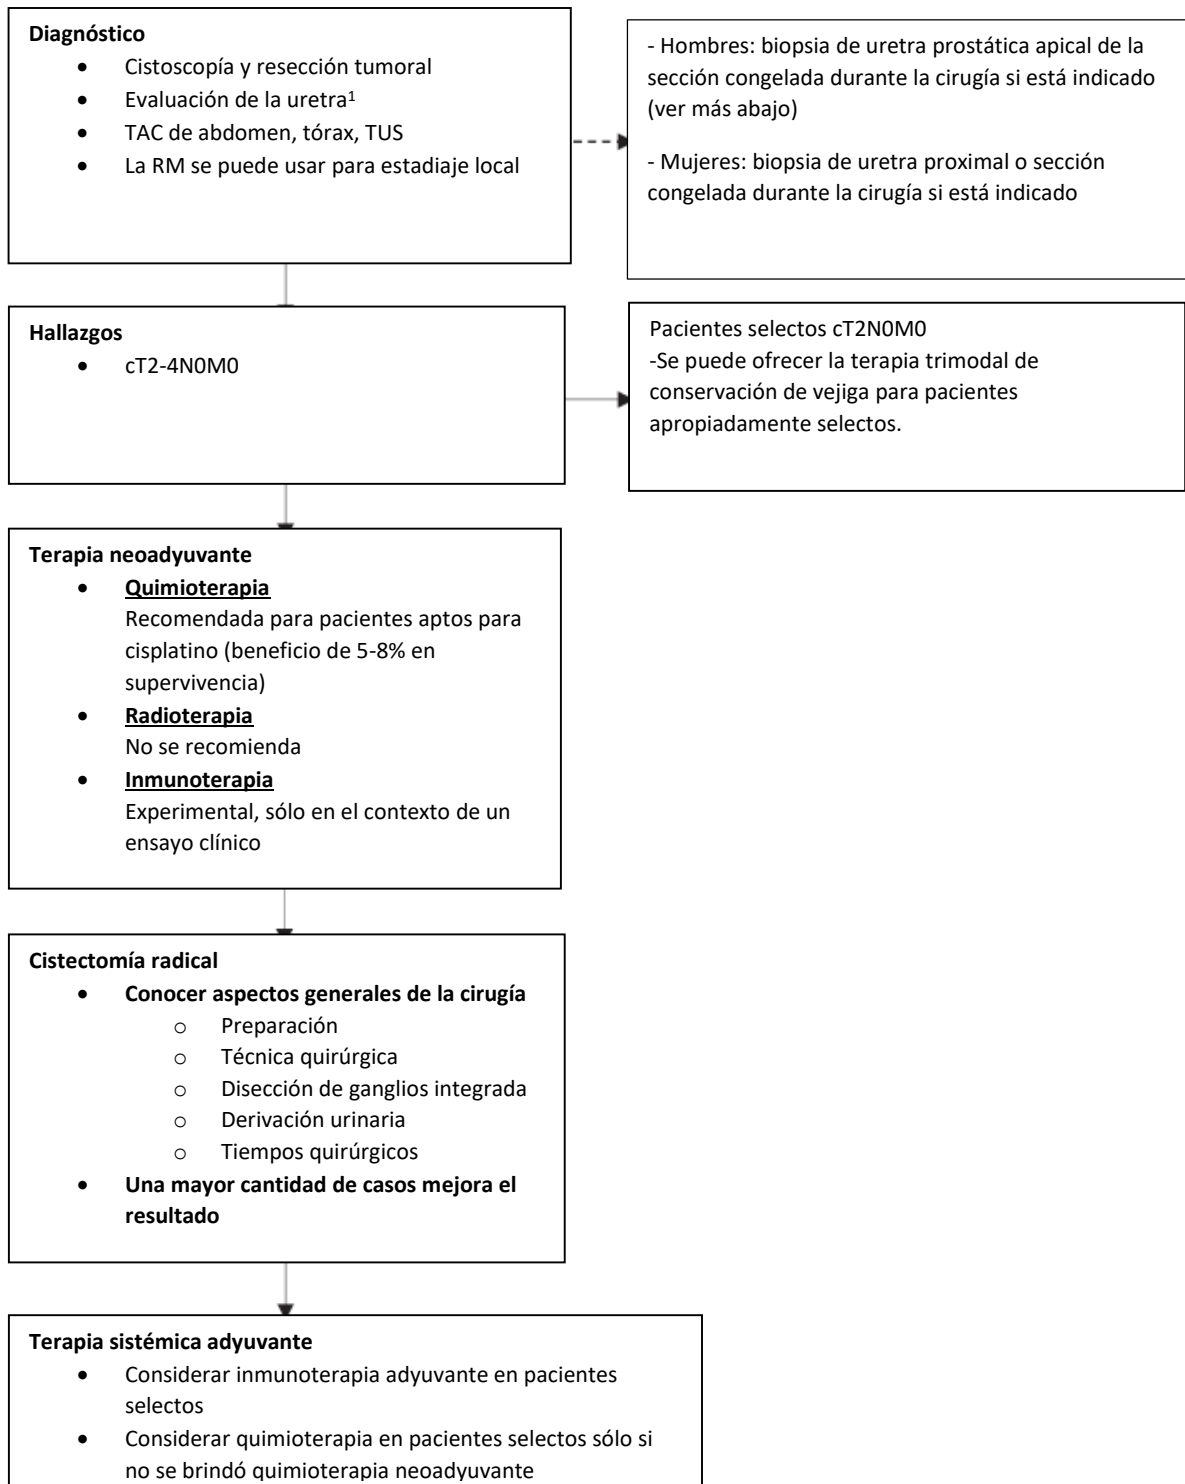 Diagnóstico
• Cistoscopía y resección tumoral
• Evaluación de la uretra¹
• TAC de abdomen, tórax, TUS
• La RM se puede usar para estadiaje local
- Hombres: biopsia de uretra prostática apical de la
sección congelada durante la cirugía si está indicado
(ver más abajo)
- Mujeres: biopsia de uretra proximal o sección
congelada durante la cirugía si está indicado
Hallazgos
• cT2-4N0M0
Pacientes selectos cT2N0M0
-Se puede ofrecer la terapia trimodal de
conservación de vejiga para pacientes
apropiadamente selectos.
Terapia neoadyuvante
• Quimioterapia
Recomendada para pacientes aptos para
cisplatino (beneficio de 5-8% en
supervivencia)
• Radioterapia
No se recomienda
• Inmunoterapia
Experimental, sólo en el contexto de un
ensayo clínico
Cistectomía radical
• Conocer aspectos generales de la cirugía
o Preparación
o Técnica quirúrgica
o Disección de ganglios integrada
o Derivación urinaria
o Tiempos quirúrgicos
• Una mayor cantidad de casos mejora el
resultado
Terapia sistémica adyuvante
• Considerar inmunoterapia adyuvante en pacientes
selectos
• Considerar quimioterapia en pacientes selectos sólo si
no se brindó quimioterapia neoadyuvante